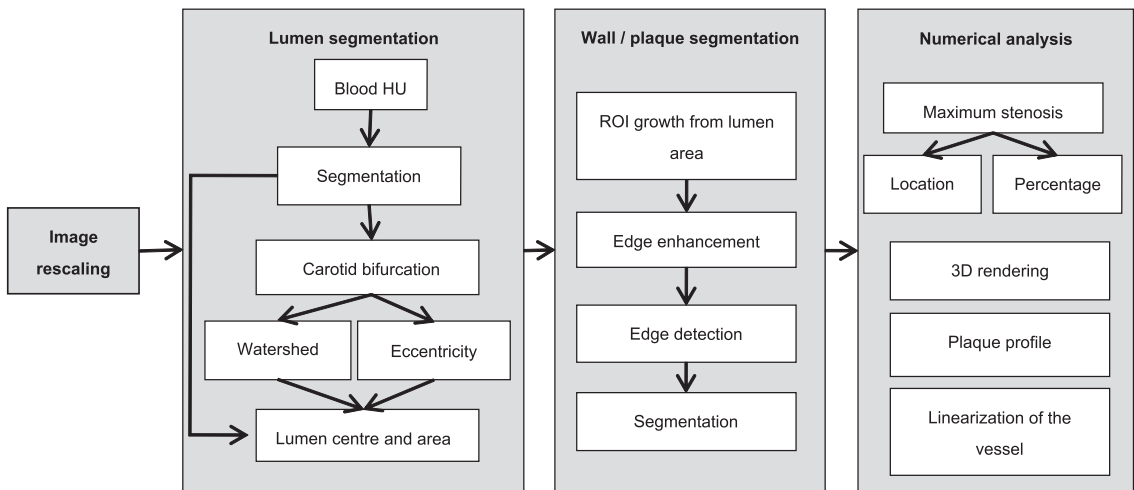 Image
rescaling
Lumen segmentation
Blood HU
Segmentation
Carotid bifurcation
Watershed
Eccentricity
Lumen centre and area
Wall / plaque segmentation
ROI growth from lumen
area
Edge enhancement
Edge detection
Segmentation
Numerical analysis
Maximum stenosis
Location
Percentage
3D rendering
Plaque profile
Linearization of the
vessel